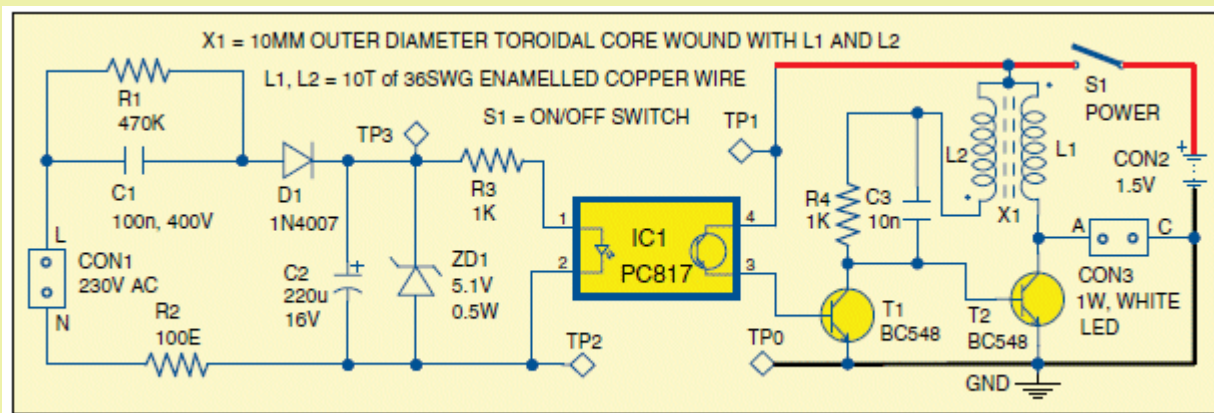 X1 = 10MM OUTER DIAMETER TOROIDAL CORE WOUND WITH L1 AND L2
L1, L2 = 10T of 36SWG ENAMELLED COPPER WIRE
S1 = ON/OFF SWITCH
R1
470K
C1
100n, 400V
D1
1N4007
TP3
R3
1K
TP1
L2
L1
X1
S1
POWER
+
CON2
1.5V
L
CON1
230V AC
N
R2
100E
+
C2
220u
16V
ZD1
5.1V
0.5W
TP2
1
2
IC1
PC817
4
3
R4
1K
C3
10n
A
C
CON3
1W, WHITE
LED
T1
BC548
T2
BC548
TP0
GND